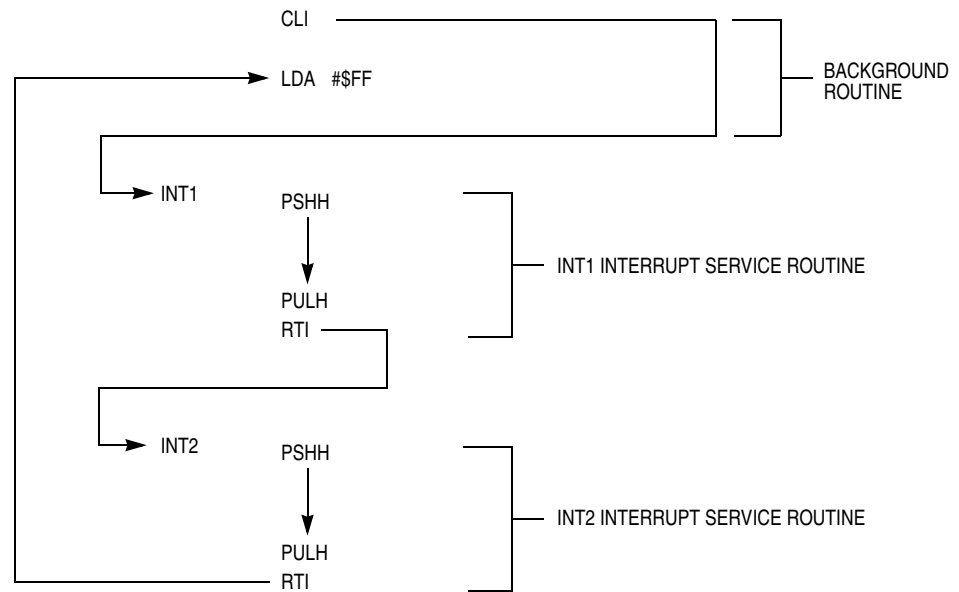 CLI
LDA #$FF
BACKGROUND
ROUTINE
INT1
PSHH
INT1 INTERRUPT SERVICE ROUTINE
PULH
RTI
INT2
PSHH
INT2 INTERRUPT SERVICE ROUTINE
PULH
RTI